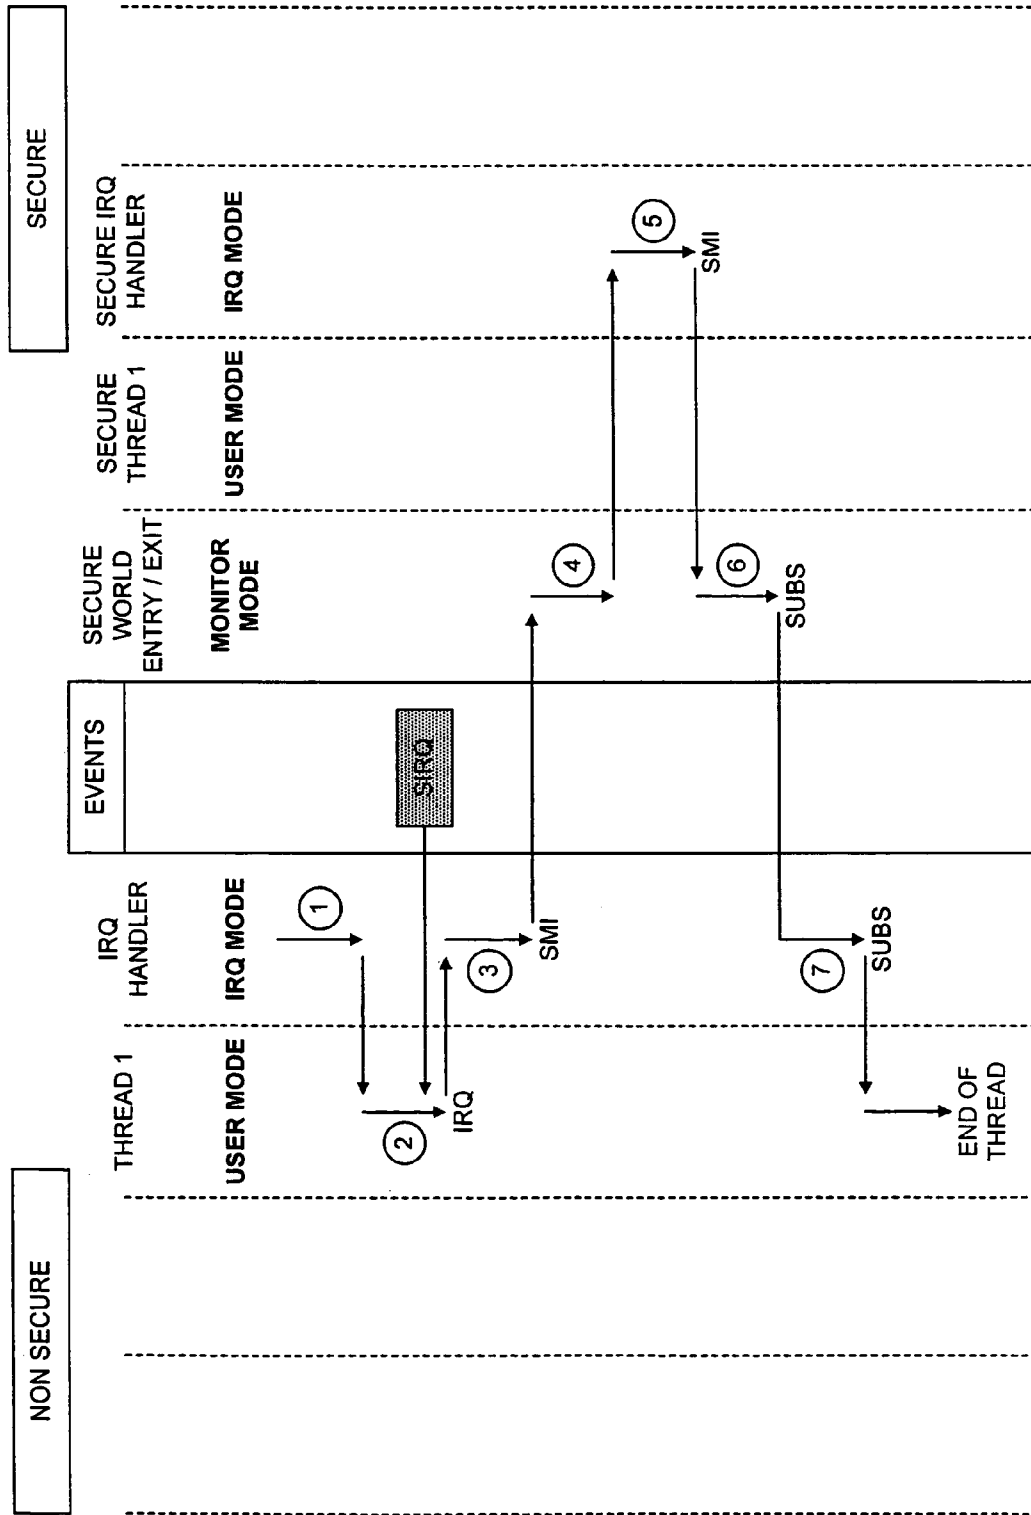 NON SECURE
SECURE
THREAD 1
USER MODE
IRQ
HANDLER
IRQ MODE
EVENTS
SECURE
WORLD
ENTRY / EXIT
MONITOR
MODE
SECURE
THREAD 1
USER MODE
SECURE IRQ
HANDLER
IRQ MODE
1
2
SIRQ
IRQ
3
SMI
4
5
SMI
6
SUBS
7
SUBS
END OF
THREAD